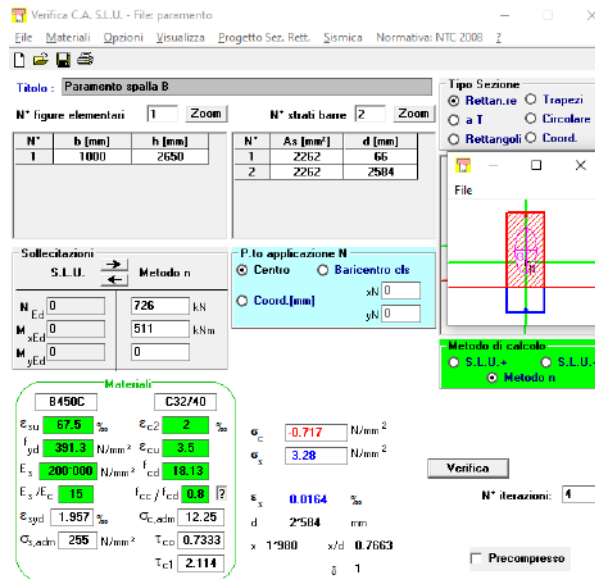 Verifica C.A. S.L.U. - File: paramento
File Materiali Opzioni Visualizza Progetto Sez. Rett. Sismica Normativa: NTC 2008 ?
Titolo : Paramento spalla B
N° figure elementari 1 Zoom
N° b [mm] h [mm]
1 1000 2650
N° strati barre 2 Zoom
N° As [mm²] d [mm]
1 2262 66
2 2262 2584
Tipo Sezione
Rettan.re Trapezi
a T Circolare
Rettangoli Coord.
File
Sollecitazioni
S.L.U. Metodo n
N Ed 0 726 kN
M xEd 0 511 kNm
M yEd 0 0
P.to applicazione N
Centro Baricentro cls
Coord.[mm] xN 0
yN 0
Metodo di calcolo
S.L.U.+ S.L.U.-
Metodo n
Materiali
B450C C32/40
εsu 67.5 ‰ εc2 2 ‰
fyd 391.3 N/mm² εcu 3.5
Es 200'000 N/mm² fcd 18.13
Es/Ec 15 fcc/fcd 0.8 ?
εsyd 1.957 ‰ σc,adm 12.25
σs,adm 255 N/mm² τco 0.7333
τc1 2.114
σc -0.717 N/mm²
σs 3.28 N/mm²
εs 0.0164 ‰
d 2'584 mm
x 1'980 x/d 0.7663
δ 1
Verifica
N° iterazioni: 4
Precompresso